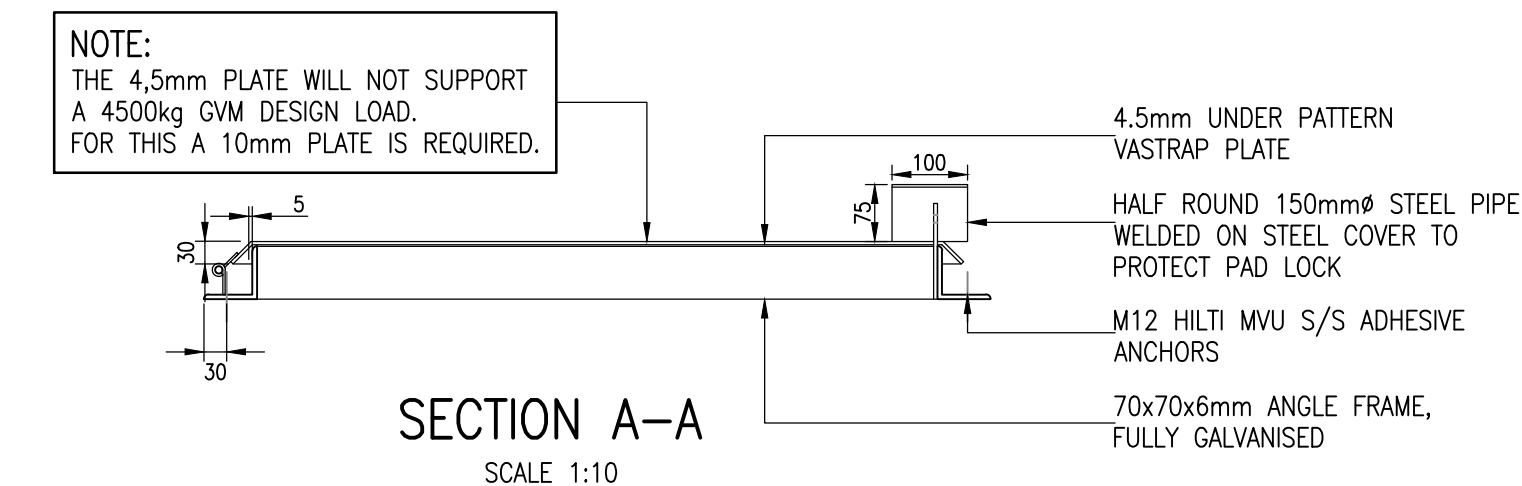 NOTE:
THE 4,5mm PLATE WILL NOT SUPPORT
A 4500kg GVM DESIGN LOAD.
FOR THIS A 10mm PLATE IS REQUIRED.
4.5mm UNDER PATTERN
VASTRAP PLATE
100
75
HALF ROUND 150mmø STEEL PIPE
WELDED ON STEEL COVER TO
PROTECT PAD LOCK
5
30
30
M12 HILTI MVU S/S ADHESIVE
ANCHORS
70x70x6mm ANGLE FRAME,
FULLY GALVANISED
SECTION A-A
SCALE 1:10